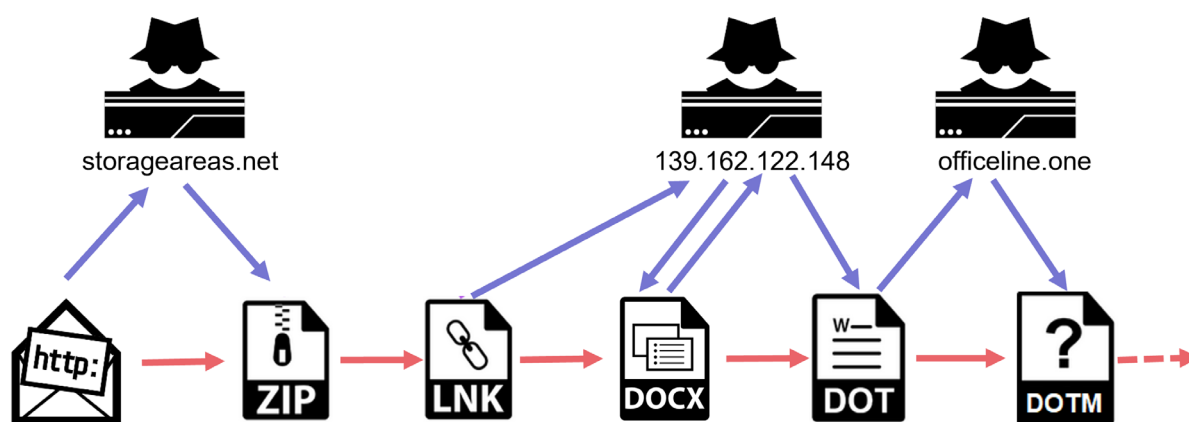 storageareas.net
139.162.122.148
officeline.one
http:
ZIP
LNK
DOCX
W
DOT
?
DOTM